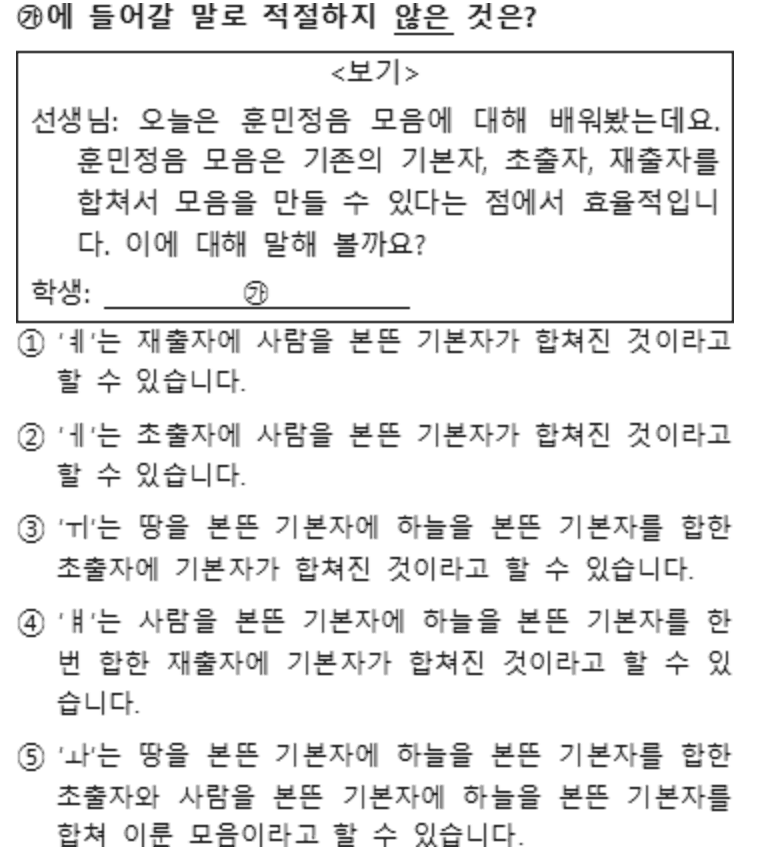 ㉮에 들어갈 말로 적절하지 않은 것은?
<보기>
선생님: 오늘은 훈민정음 모음에 대해 배워봤는데요.
훈민정음 모음은 기존의 기본자, 초출자, 재출자를
합쳐서 모음을 만들 수 있다는 점에서 효율적입니
다. 이에 대해 말해 볼까요?
학생: ㉮
① 'ㅖ'는 재출자에 사람을 본뜬 기본자가 합쳐진 것이라고
할 수 있습니다.
② 'ㅔ'는 초출자에 사람을 본뜬 기본자가 합쳐진 것이라고
할 수 있습니다.
③ 'ㅟ'는 땅을 본뜬 기본자에 하늘을 본뜬 기본자를 합한
초출자에 기본자가 합쳐진 것이라고 할 수 있습니다.
④ 'ㅒ'는 사람을 본뜬 기본자에 하늘을 본뜬 기본자를 한
번 합한 재출자에 기본자가 합쳐진 것이라고 할 수 있
습니다.
⑤ 'ㅘ'는 땅을 본뜬 기본자에 하늘을 본뜬 기본자를 합한
초출자와 사람을 본뜬 기본자에 하늘을 본뜬 기본자를
합쳐 이룬 모음이라고 할 수 있습니다.